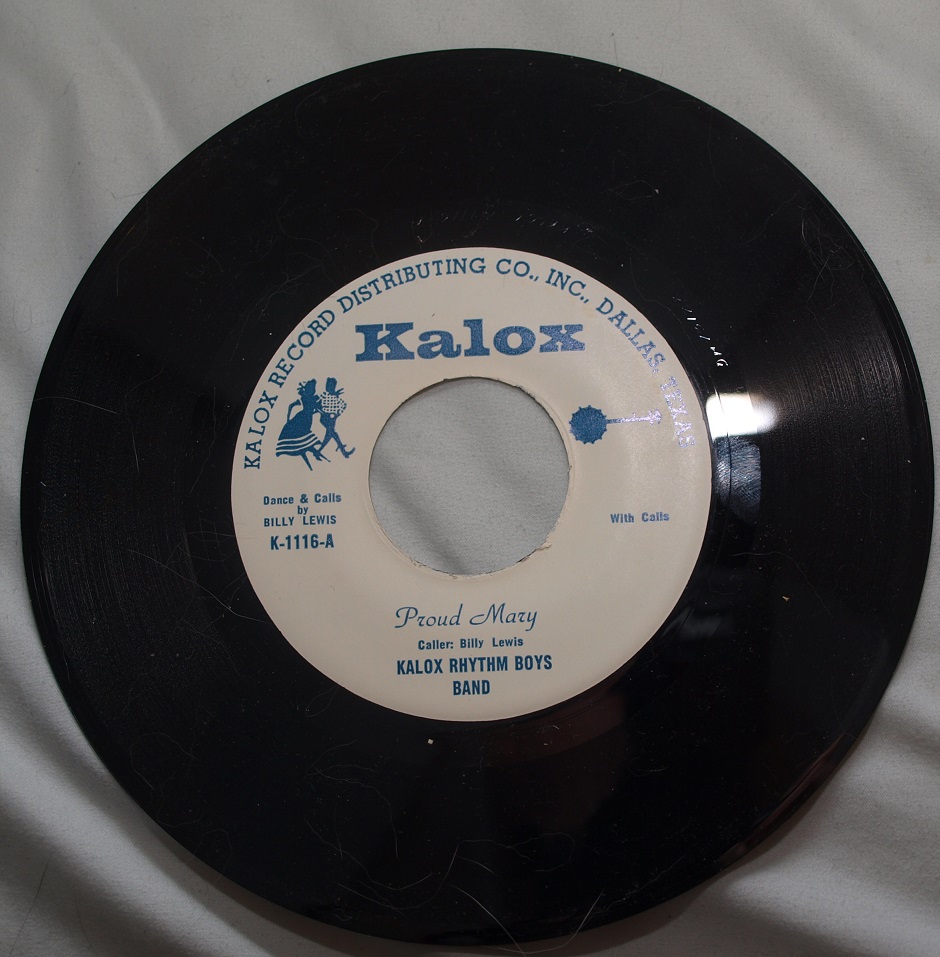 KALOX RECORD DISTRIBUTING CO., INC., DALLAS, TEXAS
Kalox
Dance & Calls
by
BILLY LEWIS
K-1116-A
With Calls
Proud Mary
Caller: Billy Lewis
KALOX RHYTHM BOYS
BAND